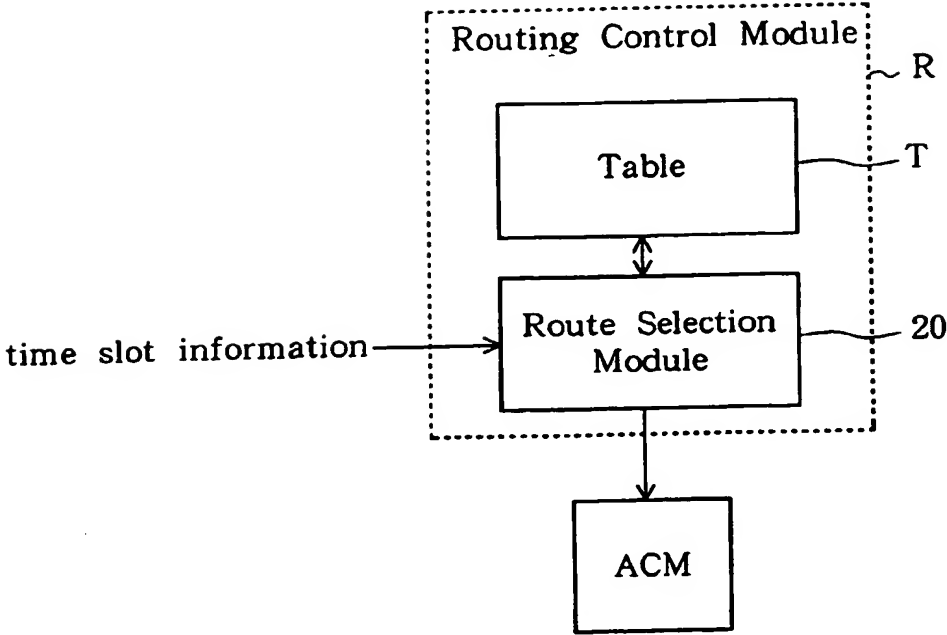 Routing Control Module
R
Table
T
Route Selection
Module
20
time slot information
ACM